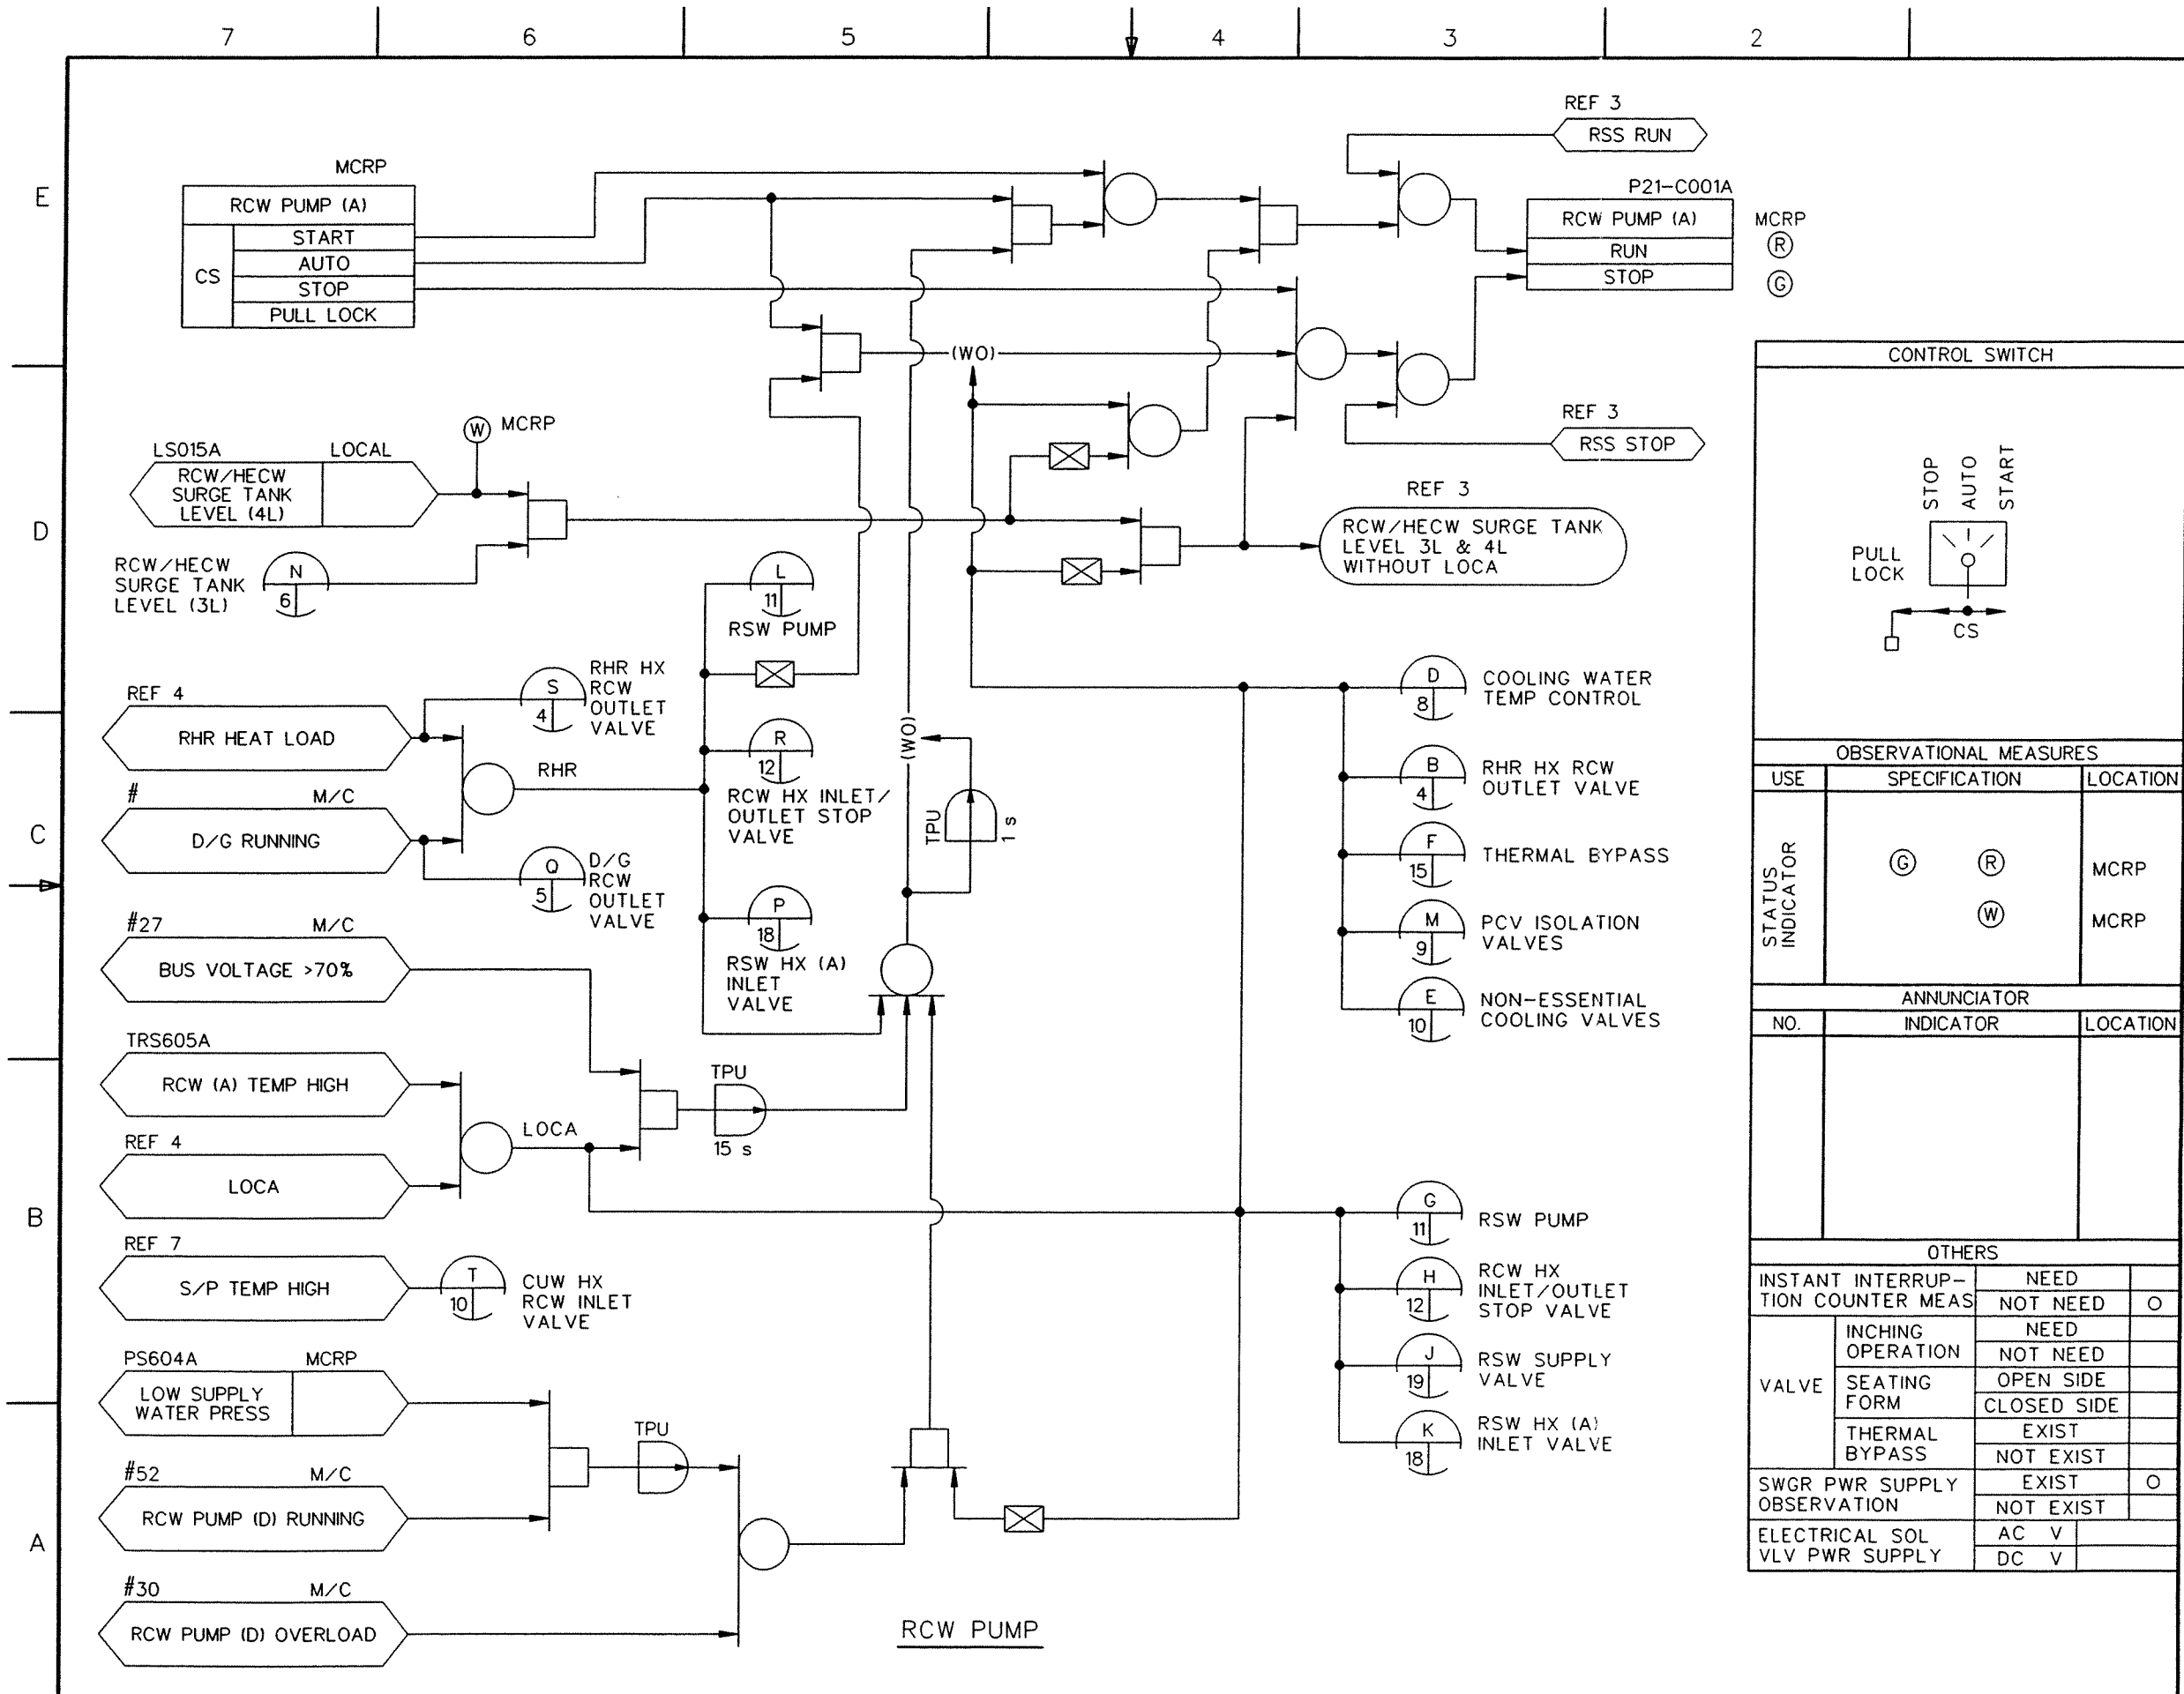 7 6 5 4 3 2
E
D
C
B
A
MCRP
RCW PUMP (A)
CS
START
AUTO
STOP
PULL LOCK
REF 3
RSS RUN
P21-C001A
RCW PUMP (A)
RUN
STOP
MCRP
R
G
(WO)
REF 3
RSS STOP
W MCRP
LS015A LOCAL
RCW/HECW
SURGE TANK
LEVEL (4L)
RCW/HECW
SURGE TANK
LEVEL (3L)
N
6
REF 3
RCW/HECW SURGE TANK
LEVEL 3L & 4L
WITHOUT LOCA
L
11
RSW PUMP
REF 4
RHR HEAT LOAD
S
4
RHR HX
RCW
OUTLET
VALVE
RHR
# M/C
D/G RUNNING
Q
5
D/G
RCW
OUTLET
VALVE
R
12
RCW HX INLET/
OUTLET STOP
VALVE
P
18
RSW HX (A)
INLET
VALVE
(WO)
TPU
1 s
D
8
COOLING WATER
TEMP CONTROL
B
4
RHR HX RCW
OUTLET VALVE
F
15
THERMAL BYPASS
M
9
PCV ISOLATION
VALVES
E
10
NON-ESSENTIAL
COOLING VALVES
#27 M/C
BUS VOLTAGE >70%
TRS605A
RCW (A) TEMP HIGH
REF 4
LOCA
LOCA
TPU
15 s
REF 7
S/P TEMP HIGH
T
10
CUW HX
RCW INLET
VALVE
G
11
RSW PUMP
H
12
RCW HX
INLET/OUTLET
STOP VALVE
J
19
RSW SUPPLY
VALVE
K
18
RSW HX (A)
INLET VALVE
PS604A MCRP
LOW SUPPLY
WATER PRESS
TPU
#52 M/C
RCW PUMP (D) RUNNING
#30 M/C
RCW PUMP (D) OVERLOAD
RCW PUMP
CONTROL SWITCH
STOP
AUTO
START
PULL
LOCK
CS
OBSERVATIONAL MEASURES
USE SPECIFICATION LOCATION
STATUS
INDICATOR
G R MCRP
W MCRP
ANNUNCIATOR
NO. INDICATOR LOCATION
OTHERS
INSTANT INTERRUP-
TION COUNTER MEAS
NEED
NOT NEED O
VALVE
INCHING
OPERATION
NEED
NOT NEED
SEATING
FORM
OPEN SIDE
CLOSED SIDE
THERMAL
BYPASS
EXIST
NOT EXIST
SWGR PWR SUPPLY
OBSERVATION
EXIST O
NOT EXIST
ELECTRICAL SOL
VLV PWR SUPPLY
AC V
DC V